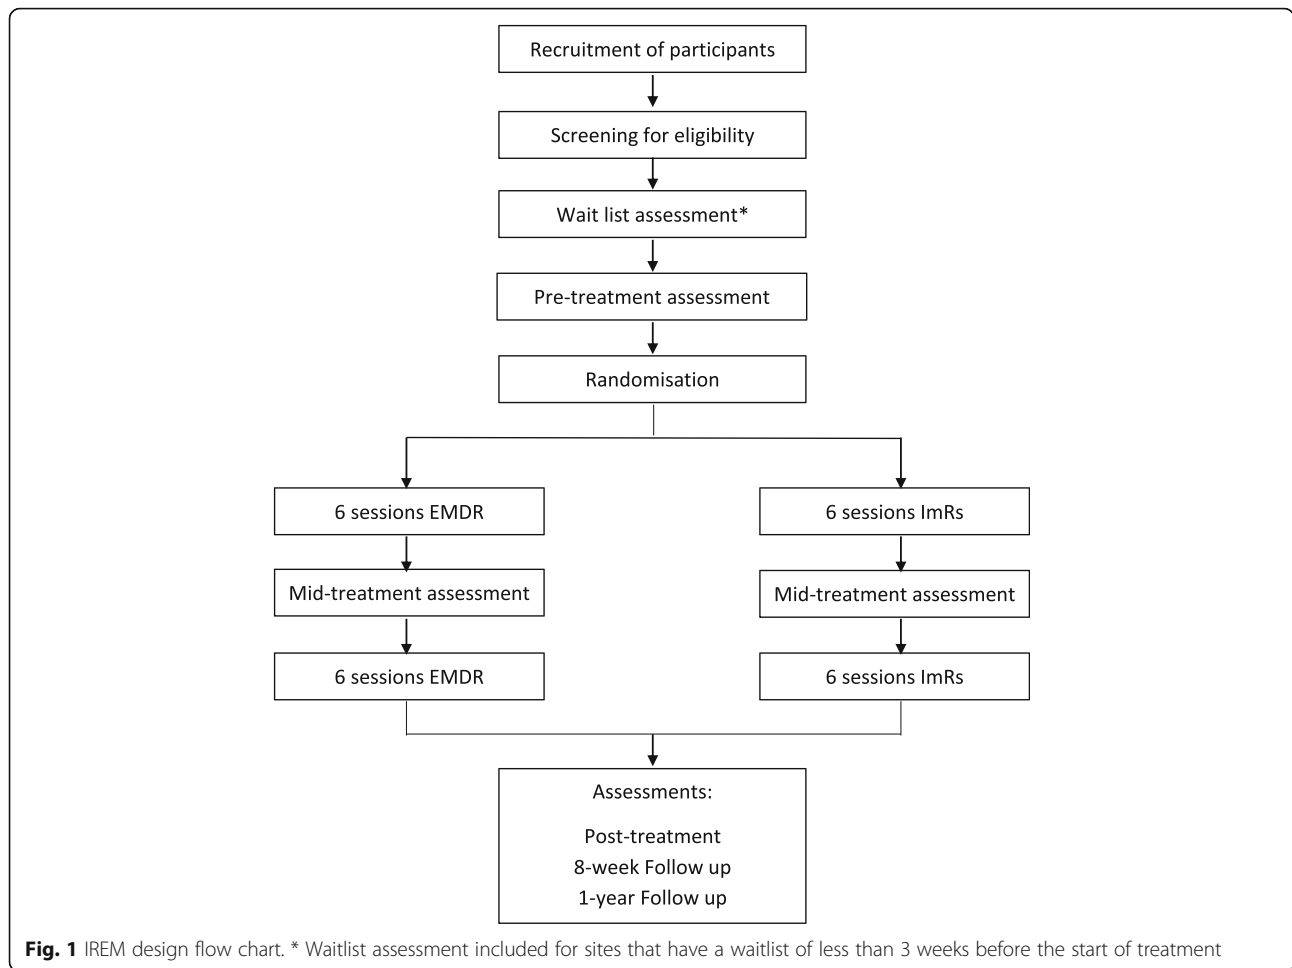 Recruitment of participants
Screening for eligibility
Wait list assessment*
Pre-treatment assessment
Randomisation
6 sessions EMDR
6 sessions ImRs
Mid-treatment assessment
Mid-treatment assessment
6 sessions EMDR
6 sessions ImRs
Assessments:
Post-treatment
8-week Follow up
1-year Follow up
Fig. 1 IREM design flow chart. * Waitlist assessment included for sites that have a waitlist of less than 3 weeks before the start of treatment